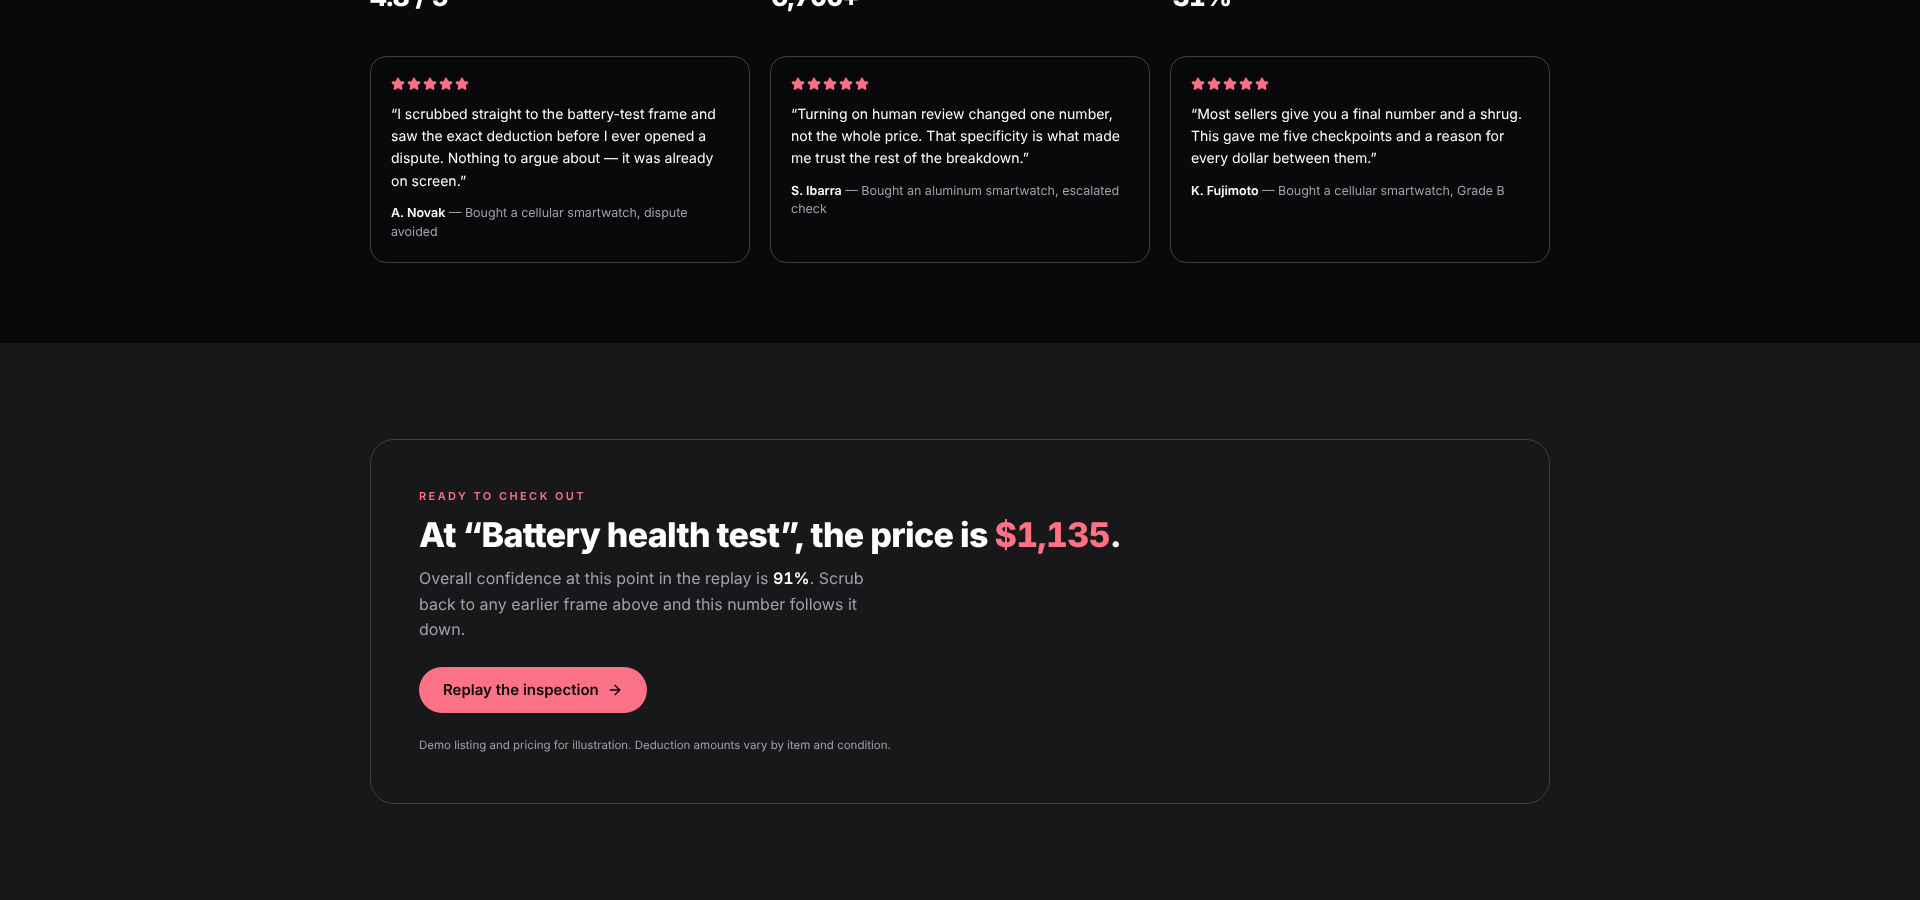 “I scrubbed straight to the battery-test frame and
saw the exact deduction before I ever opened a
dispute. Nothing to argue about — it was already
on screen.”
A. Novak — Bought a cellular smartwatch, dispute
avoided
“Turning on human review changed one number,
not the whole price. That specificity is what made
me trust the rest of the breakdown.”
S. Ibarra — Bought an aluminum smartwatch, escalated
check
“Most sellers give you a final number and a shrug.
This gave me five checkpoints and a reason for
every dollar between them.”
K. Fujimoto — Bought a cellular smartwatch, Grade B
READY TO CHECK OUT
At “Battery health test”, the price is $1,135.
Overall confidence at this point in the replay is 91%. Scrub
back to any earlier frame above and this number follows it
down.
Replay the inspection →
Demo listing and pricing for illustration. Deduction amounts vary by item and condition.